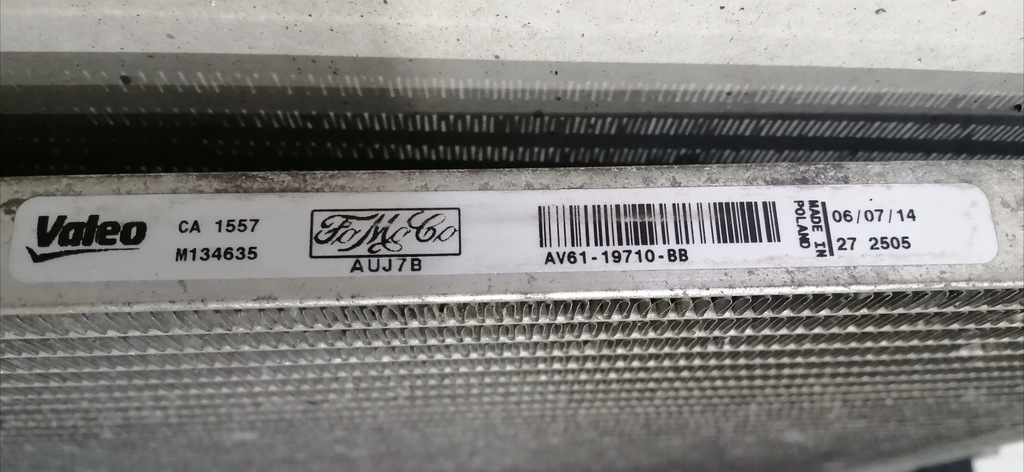 Valeo
CA 1557
M134635
FoMoCo
AUJ7B
AV61-19710-BB
MADE IN
POLAND
06/07/14
27 2505